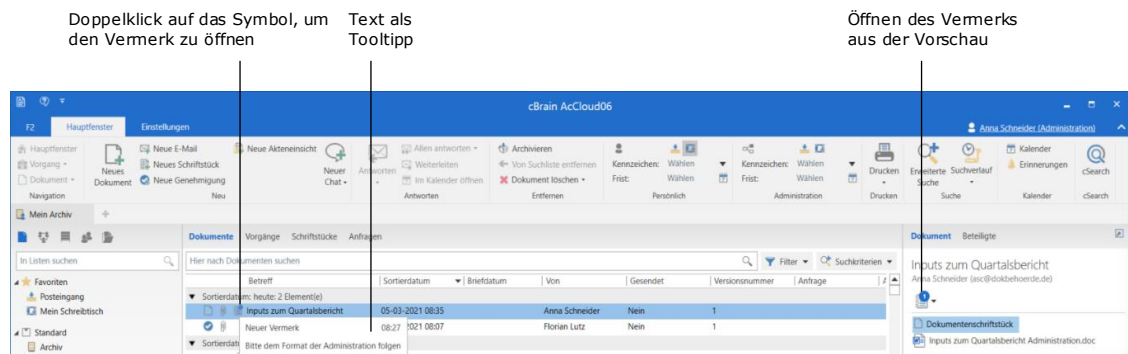 Doppelklick auf das Symbol, um
den Vermerk zu öffnen
Text als
Tooltipp
Öffnen des Vermerks
aus der Vorschau
cBrain AcCloud06
F2 Hauptfenster Einstellungen
Anna Schneider (Administration)
Hauptfenster
Vorgang
Dokument
Navigation
Neues
Dokument
Neue E-Mail
Neues Schriftstück
Neue Genehmigung
Neue Akteneinsicht
Neuer
Chat
Neu
Antworten
Allen antworten
Weiterleiten
Im Kalender öffnen
Antworten
Archivieren
Von Suchliste entfernen
Dokument löschen
Entfernen
Kennzeichen: Wählen
Frist: Wählen
Persönlich
Kennzeichen: Wählen
Frist: Wählen
Administration
Drucken
Drucken
Erweiterte
Suche
Suchverlauf
Suche
Kalender
Erinnerungen
Kalender
cSearch
cSearch
Mein Archiv
Dokumente Vorgänge Schriftstücke Anfragen
Dokument Beteiligte
In Listen suchen
Hier nach Dokumenten suchen
Filter Suchkriterien
Favoriten
Posteingang
Mein Schreibtisch
Standard
Archiv
Betreff Sortierdatum Briefdatum Von Gesendet Versionsnummer Anfrage
Sortierdatum: heute: 2 Element(e)
Inputs zum Quartalsbericht 05-03-2021 08:35 Anna Schneider Nein 1
Neuer Vermerk 08:27 2021 08:07 Florian Lutz Nein 1
Sortierdat Bitte dem Format der Administration folgen
Inputs zum Quartalsbericht
Anna Schneider (asc@dokbehoerde.de)
Dokumentenschriftstück
Inputs zum Quartalsbericht Administration.doc